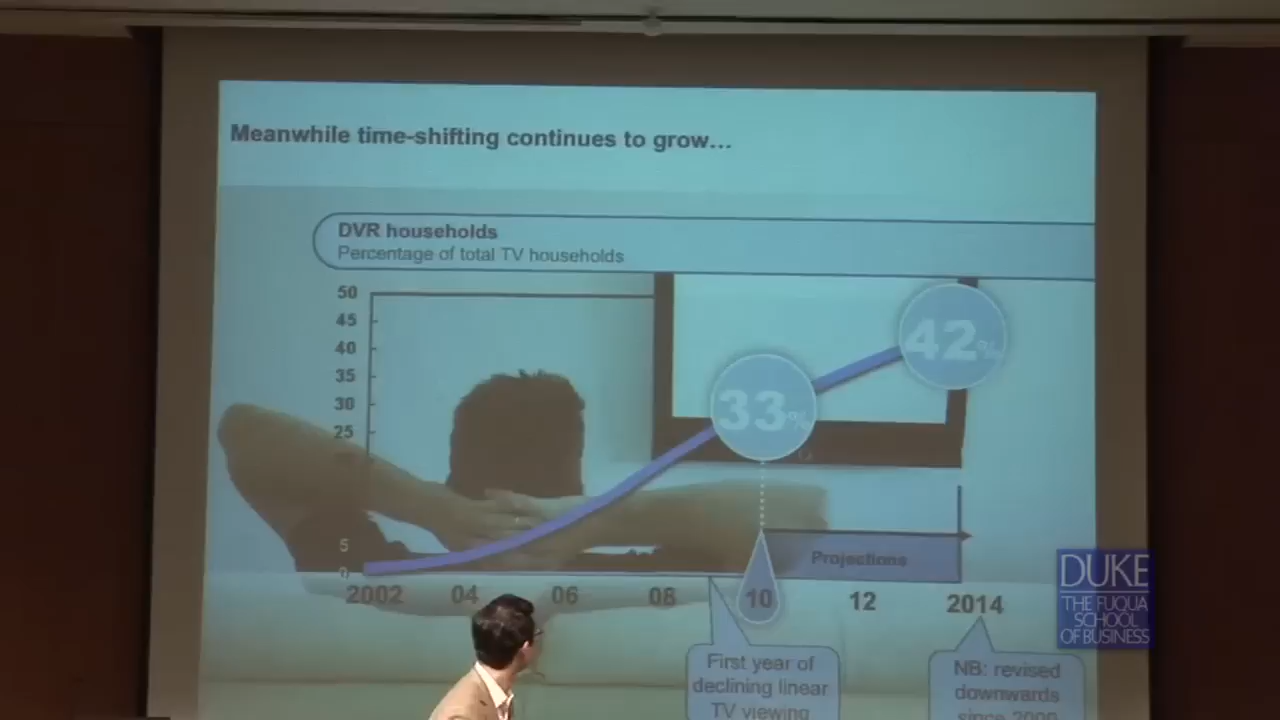 Meanwhile time-shifting continues to grow...
DVR households
Percentage of total TV households
50
45
40
35
30
25
5
0
42%
33%
Projections
2002 04 06 08 10 12 2014
First year of
declining linear
TV viewing
NB: revised
downwards
since 2009
DUKE
THE FUQUA
SCHOOL
OF BUSINESS